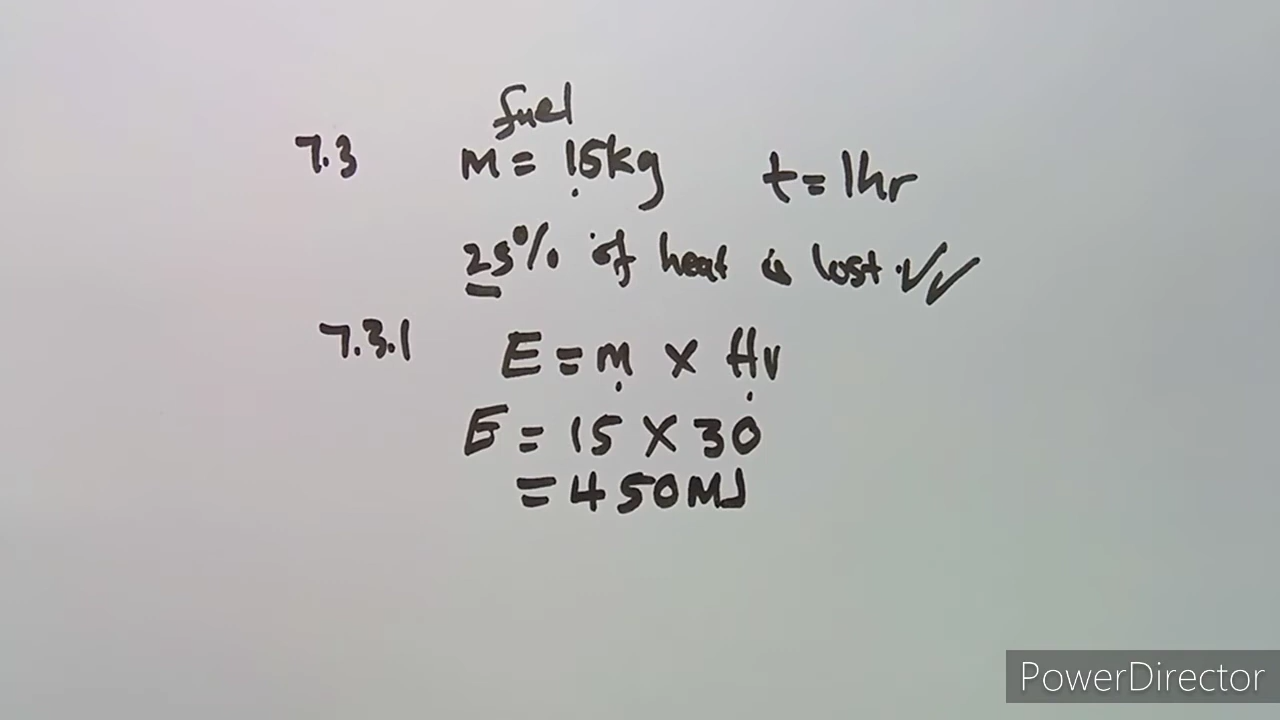 fuel
7.3 m = 15kg t = 1hr
25% of heat is lost.
7.3.1 E = m × Hv
E = 15 × 30
= 450MJ
PowerDirector